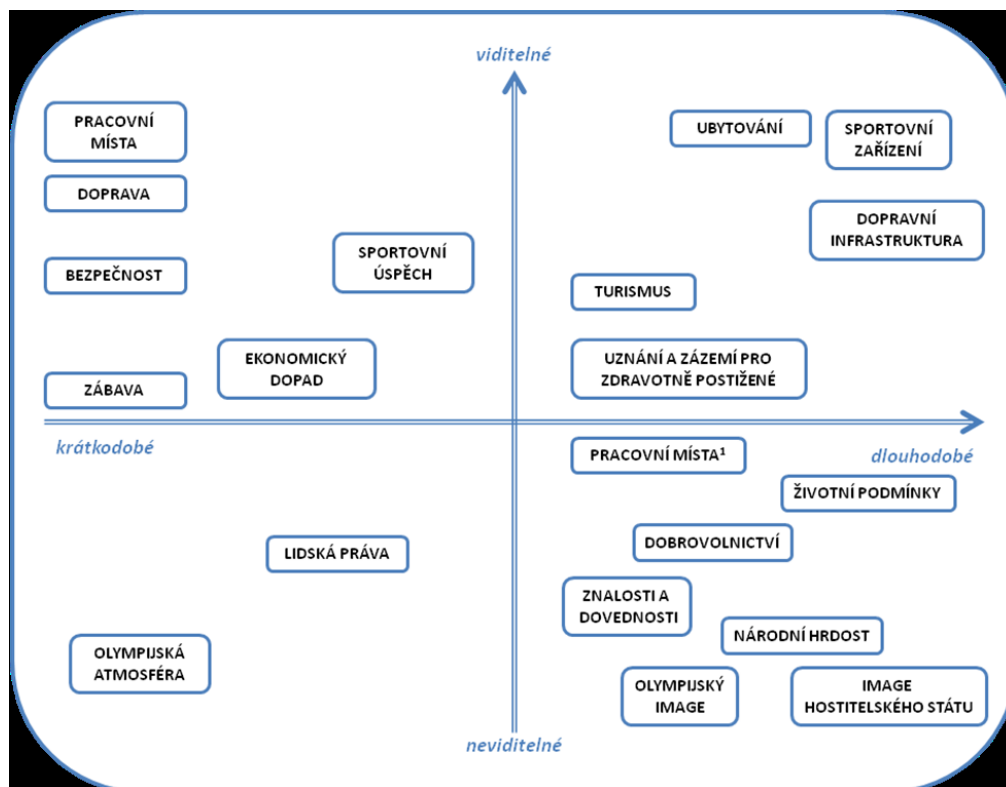 viditelné
PRACOVNÍ
MÍSTA
UBYTOVÁNÍ
SPORTOVNÍ
ZAŘÍZENÍ
DOPRAVA
DOPRAVNÍ
INFRASTRUKTURA
SPORTOVNÍ
ÚSPĚCH
BEZPEČNOST
TURISMUS
EKONOMICKÝ
DOPAD
UZNÁNÍ A ZÁZEMÍ PRO
ZDRAVOTNĚ POSTIŽENÉ
ZÁBAVA
krátkodobé
dlouhodobé
PRACOVNÍ MÍSTA¹
ŽIVOTNÍ PODMÍNKY
DOBROVOLNICTVÍ
LIDSKÁ PRÁVA
ZNALOSTI A
DOVEDNOSTI
NÁRODNÍ HRDOST
OLYMPIJSKÁ
ATMOSFÉRA
OLYMPIJSKÝ
IMAGE
IMAGE
HOSTITELSKÉHO STÁTU
neviditelné